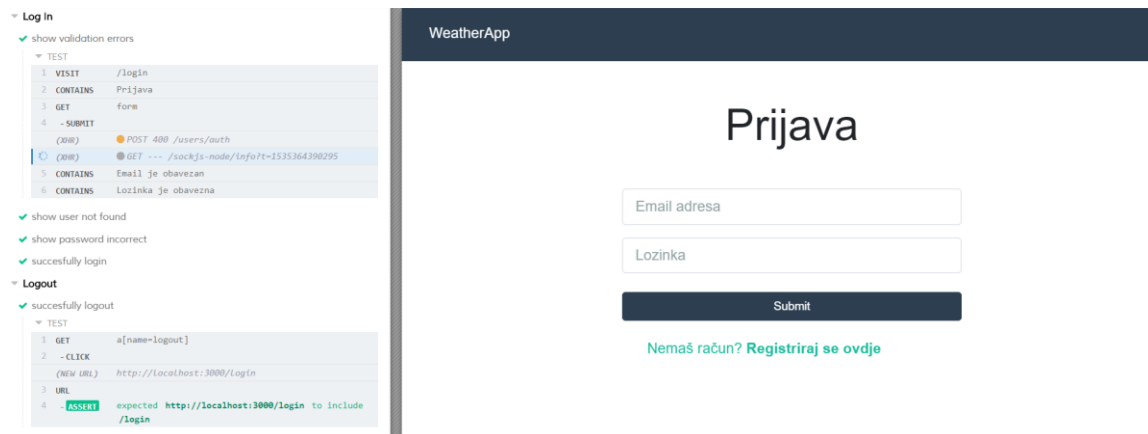 Log In
show validation errors
TEST
1 VISIT /login
2 CONTAINS Prijava
3 GET form
4 - SUBMIT
(XHR) POST 400 /users/auth
(XHR) GET --- /sockjs-node/info?t=1535364390295
5 CONTAINS Email je obavezan
6 CONTAINS Lozinka je obavezna
show user not found
show password incorrect
succesfully login
Logout
succesfully logout
TEST
1 GET a[name=logout]
2 - CLICK
(NEW URL) http://localhost:3000/login
3 URL
4 - ASSERT expected http://localhost:3000/login to include
/login
WeatherApp
Prijava
Email adresa
Lozinka
Submit
Nemaš račun? Registriraj se ovdje